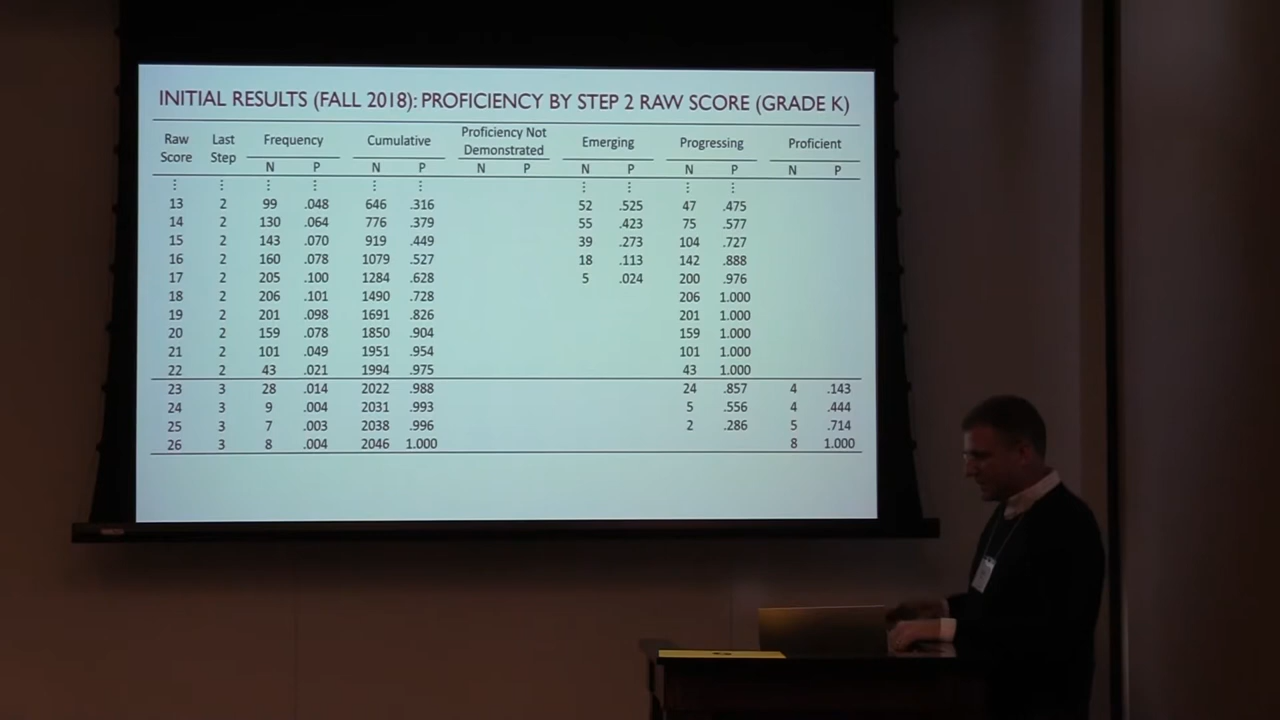 INITIAL RESULTS (FALL 2018): PROFICIENCY BY STEP 2 RAW SCORE (GRADE K)
Raw Score Last Step Frequency Cumulative Proficiency Not Demonstrated Emerging Progressing Proficient
N P N P N P N P N P N P
⋮ ⋮ ⋮ ⋮ ⋮ ⋮ ⋮ ⋮ ⋮ ⋮
13 2 99 .048 646 .316 52 .525 47 .475
14 2 130 .064 776 .379 55 .423 75 .577
15 2 143 .070 919 .449 39 .273 104 .727
16 2 160 .078 1079 .527 18 .113 142 .888
17 2 205 .100 1284 .628 5 .024 200 .976
18 2 206 .101 1490 .728 206 1.000
19 2 201 .098 1691 .826 201 1.000
20 2 159 .078 1850 .904 159 1.000
21 2 101 .049 1951 .954 101 1.000
22 2 43 .021 1994 .975 43 1.000
23 3 28 .014 2022 .988 24 .857 4 .143
24 3 9 .004 2031 .993 5 .556 4 .444
25 3 7 .003 2038 .996 2 .286 5 .714
26 3 8 .004 2046 1.000 8 1.000